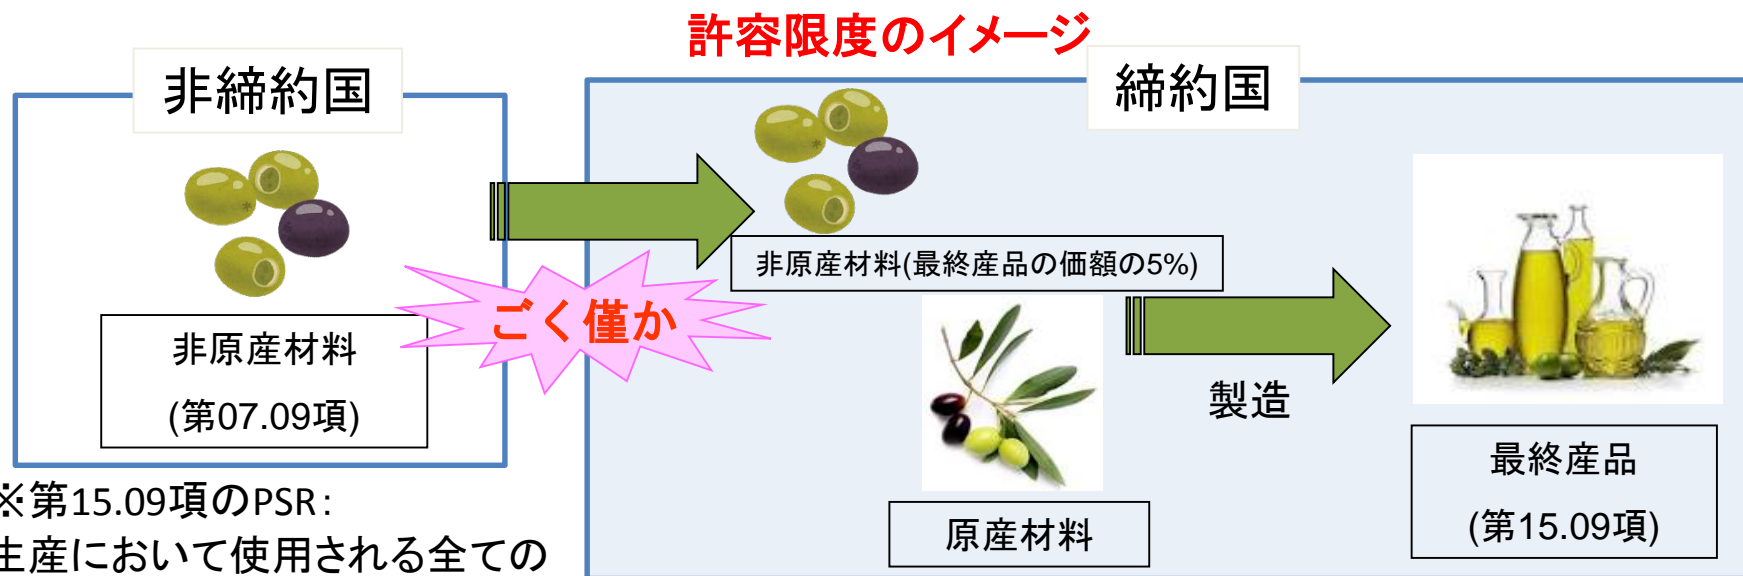 許容限度のイメージ
非締約国
締約国
非原産材料(最終産品の価額の5%)
ごく僅か
非原産材料
(第07.09項)
製造
原産材料
最終産品
(第15.09項)
※第15.09項のPSR：
生産において使用される全ての